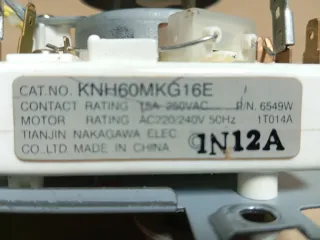 CAT.NO. KNH60MKG16E
CONTACT RATING 15A 250VAC P/N. 6549W
MOTOR RATING AC220/240V 50Hz 1T014A
TIANJIN NAKAGAWA ELEC
CO.,LTD. MADE IN CHINA
1N12A